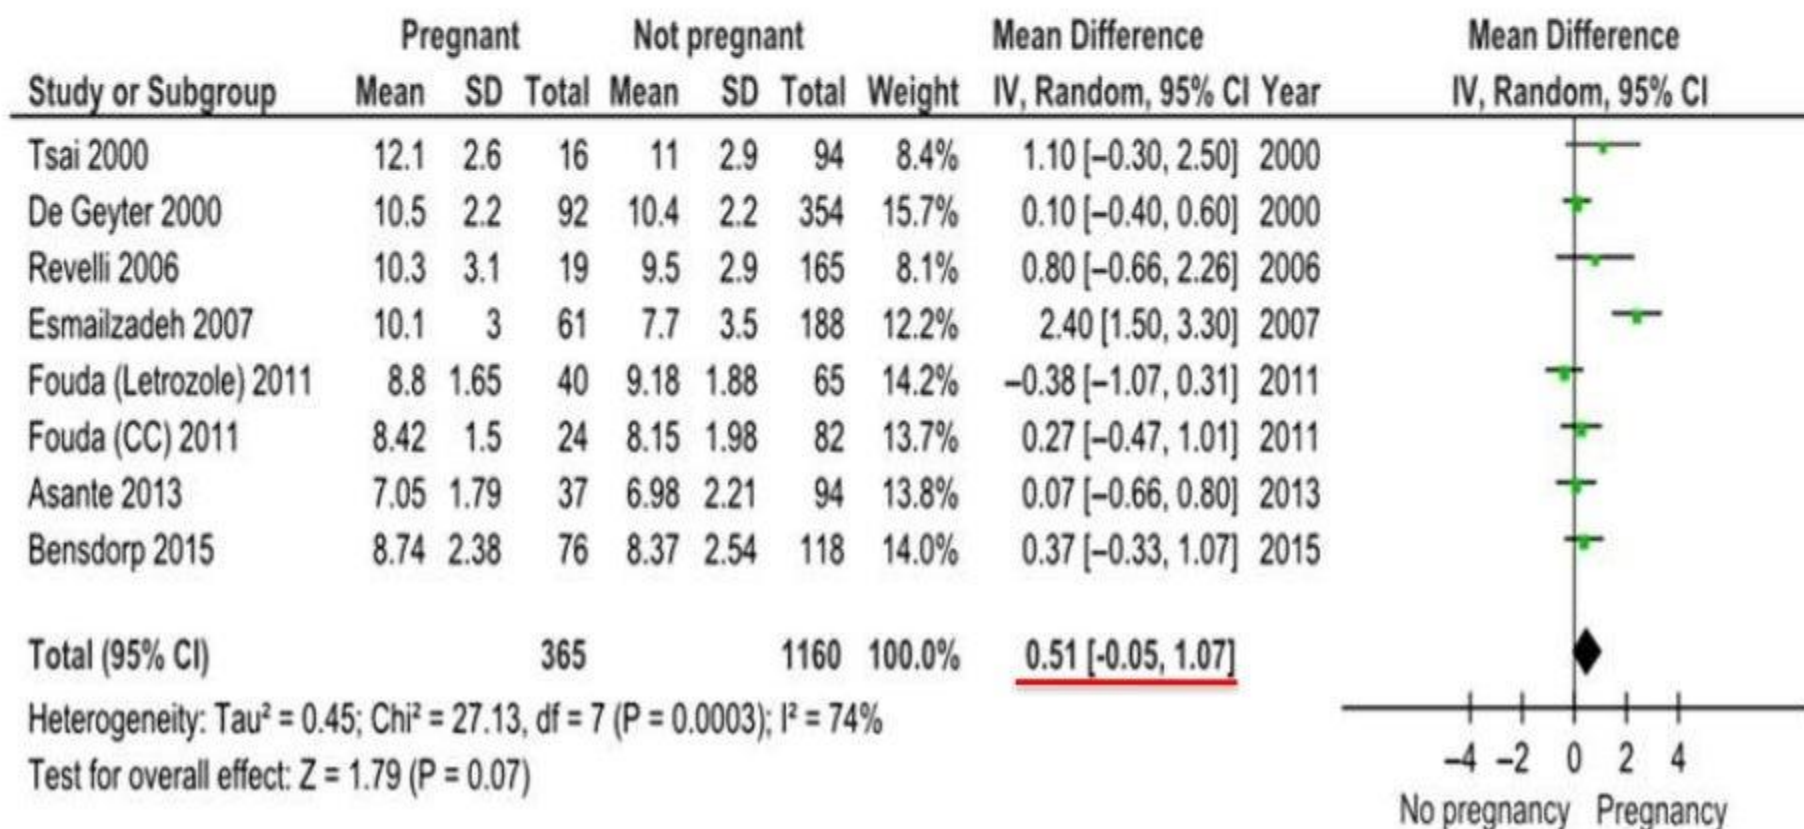 Pregnant Not pregnant Mean Difference Mean Difference
Study or Subgroup Mean SD Total Mean SD Total Weight IV, Random, 95% CI Year IV, Random, 95% CI
Tsai 2000 12.1 2.6 16 11 2.9 94 8.4% 1.10 [–0.30, 2.50] 2000
De Geyter 2000 10.5 2.2 92 10.4 2.2 354 15.7% 0.10 [–0.40, 0.60] 2000
Revelli 2006 10.3 3.1 19 9.5 2.9 165 8.1% 0.80 [–0.66, 2.26] 2006
Esmailzadeh 2007 10.1 3 61 7.7 3.5 188 12.2% 2.40 [1.50, 3.30] 2007
Fouda (Letrozole) 2011 8.8 1.65 40 9.18 1.88 65 14.2% –0.38 [–1.07, 0.31] 2011
Fouda (CC) 2011 8.42 1.5 24 8.15 1.98 82 13.7% 0.27 [–0.47, 1.01] 2011
Asante 2013 7.05 1.79 37 6.98 2.21 94 13.8% 0.07 [–0.66, 0.80] 2013
Bensdorp 2015 8.74 2.38 76 8.37 2.54 118 14.0% 0.37 [–0.33, 1.07] 2015
Total (95% CI) 365 1160 100.0% 0.51 [-0.05, 1.07]
Heterogeneity: Tau² = 0.45; Chi² = 27.13, df = 7 (P = 0.0003); I² = 74%
Test for overall effect: Z = 1.79 (P = 0.07)
–4 –2 0 2 4
No pregnancy Pregnancy